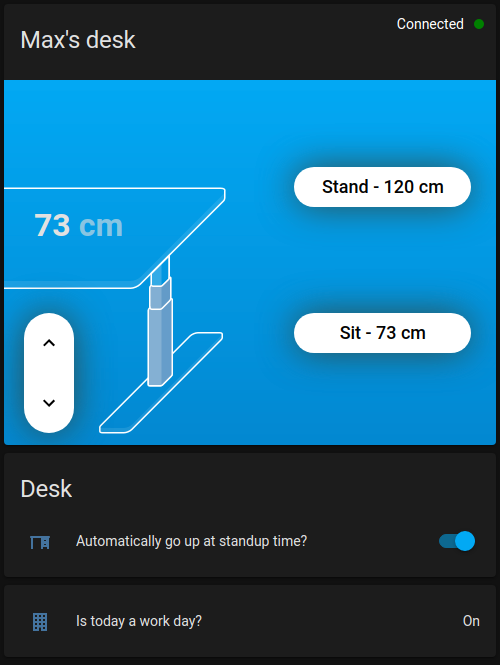 Max's desk
Connected
Stand - 120 cm
73 cm
Sit - 73 cm
Desk
Automatically go up at standup time?
Is today a work day?
On